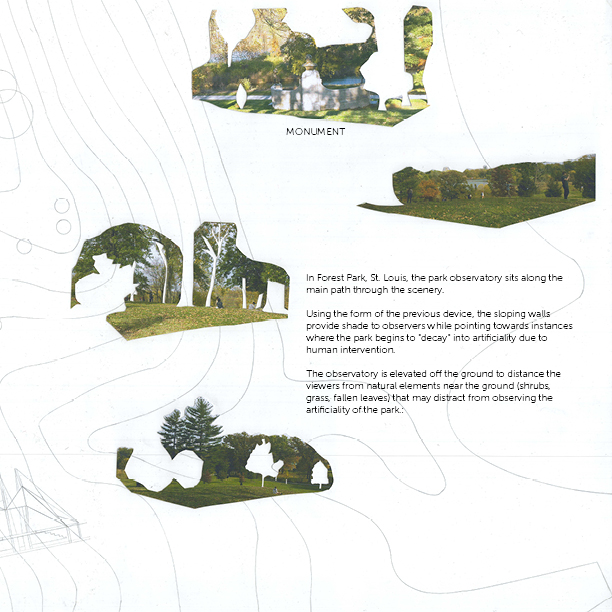 MONUMENT
In Forest Park, St. Louis, the park observatory sits along the
main path through the scenery.
Using the form of the previous device, the sloping walls
provide shade to observers while pointing towards instances
where the park begins to "decay" into artificiality due to
human intervention.
The observatory is elevated off the ground to distance the
viewers from natural elements near the ground (shrubs,
grass, fallen leaves) that may distract from observing the
artificiality of the park.: